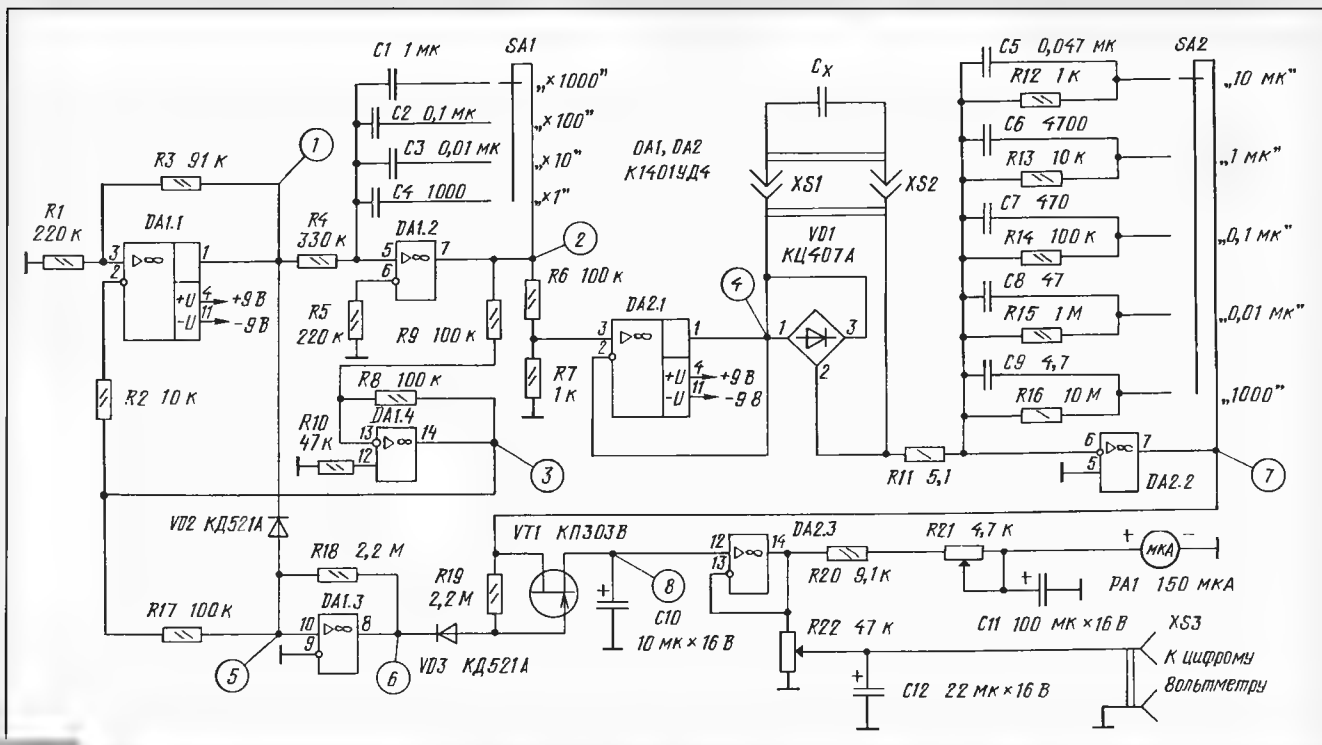 C1 1 мк
SA1
„×1000"
C2 0,1 мк
„×100"
C3 0,01 мк
„×10"
C4 1000
„×1"
R3 91 к
1
R1
220 к
DA1.1
3
2
▷∞
1
+U
-U
4
11
+9 В
-9 В
R4
330 к
DA1.2
5
6
▷∞
7
2
R5
220 к
R9 100 к
R6 100 к
R7
1 к
R2 10 к
R8 100 к
DA1.4
R10
47 к
13
12
▷∞
14
3
DA1, DA2
К1401УД4
Cx
XS1
XS2
VD1
КЦ407А
4
1
3
2
DA2.1
3
2
▷∞
1
+U
-U
4
11
+9 В
-9 В
C5 0,047 мк
SA2
R12 1 к
„10 мк"
C6 4700
R13 10 к
„1 мк"
C7 470
R14 100 к
„0,1 мк"
C8 47
R15 1 М
„0,01 мк"
C9 4,7
R16 10 М
„1000"
R11 5,1
6
5
▷∞
7
DA2.2
7
VD2 КД521А
R18 2,2 М
R17 100 к
DA1.3
10
9
▷∞
8
5
6
VD3 КД521А
R19
2,2 М
VT1 КП303В
8
C10
10 мк × 16 В
DA2.3
12
13
▷∞
14
R20 9,1 к
R21 4,7 к
+
-
МКА
PA1 150 МКА
+
C11 100 мк × 16 В
R22 47 к
+
C12 22 мк × 16 В
XS3
К цифрому
вольтметру